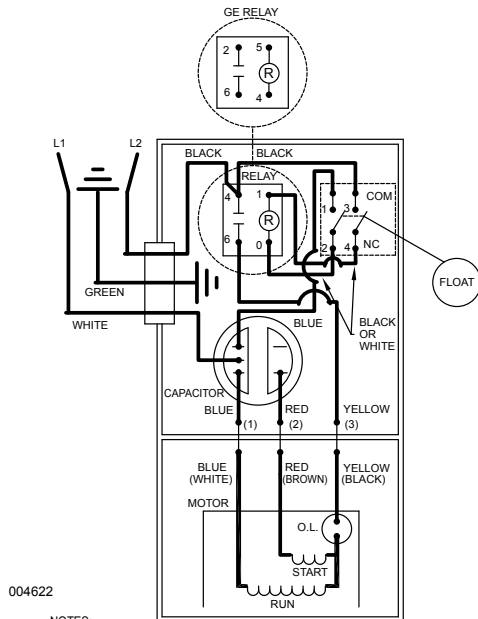 GE RELAY
2 5
R
6 4
L1 L2
BLACK BLACK
RELAY
4 1
R
6 0
COM
1 3
2 4 NC
FLOAT
GREEN
WHITE
BLUE
BLACK
OR
WHITE
CAPACITOR
BLUE RED YELLOW
(1) (2) (3)
BLUE RED YELLOW
(WHITE) (BROWN) (BLACK)
MOTOR
O.L.
START
RUN
004622